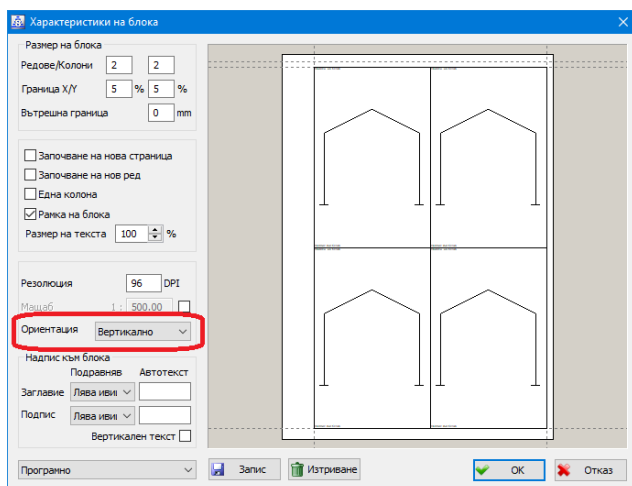 Характеристики на блока
Размер на блока
Редове/Колони 2 2
Граница X/Y 5 % 5 %
Вътрешна граница 0 mm
Започване на нова страница
Започване на нов ред
Една колона
Рамка на блока
Размер на текста 100 %
Резолюция 96 DPI
Мащаб 1 : 500.00
Ориентация Вертикално
Надпис към блока
Подравняв Автотекст
Заглавие Лява иви
Подпис Лява иви
Вертикален текст
Програмно Запис Изтриване OK Отказ